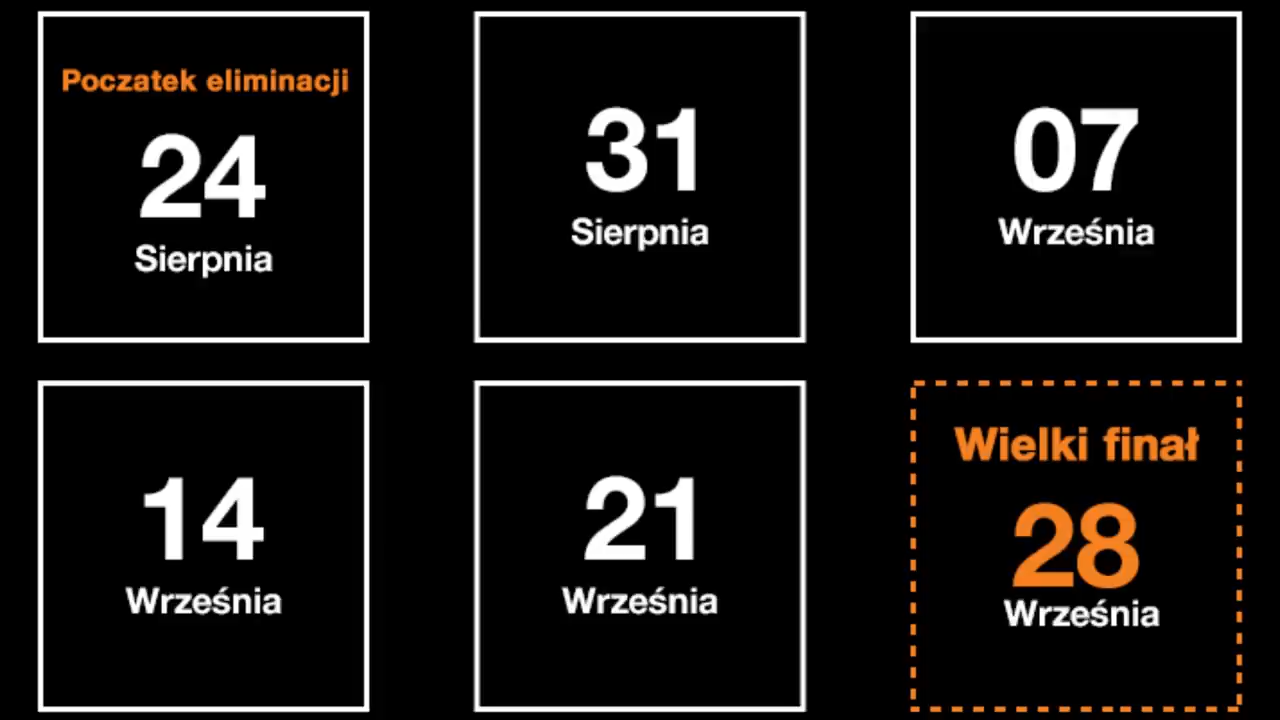 Poczatek eliminacji
24
Sierpnia
31
Sierpnia
07
Września
14
Września
21
Września
Wielki finał
28
Września